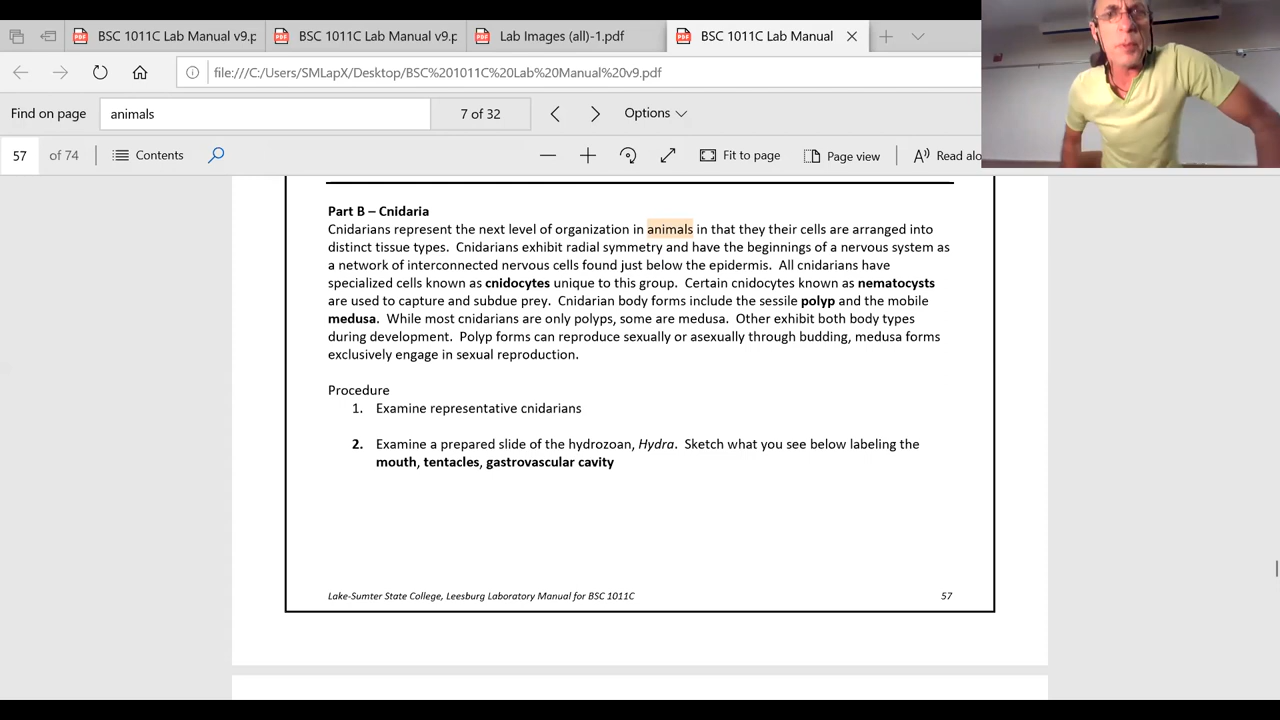 BSC 1011C Lab Manual v9.p
BSC 1011C Lab Manual v9.p
Lab Images (all)-1.pdf
BSC 1011C Lab Manual
file:///C:/Users/SMLapX/Desktop/BSC%201011C%20Lab%20Manual%20v9.pdf
Find on page
animals
7 of 32
Options
57 of 74
Contents
Fit to page
Page view
Read alo
Part B – Cnidaria
Cnidarians represent the next level of organization in animals in that they their cells are arranged into
distinct tissue types. Cnidarians exhibit radial symmetry and have the beginnings of a nervous system as
a network of interconnected nervous cells found just below the epidermis. All cnidarians have
specialized cells known as cnidocytes unique to this group. Certain cnidocytes known as nematocysts
are used to capture and subdue prey. Cnidarian body forms include the sessile polyp and the mobile
medusa. While most cnidarians are only polyps, some are medusa. Other exhibit both body types
during development. Polyp forms can reproduce sexually or asexually through budding, medusa forms
exclusively engage in sexual reproduction.
Procedure
1. Examine representative cnidarians
2. Examine a prepared slide of the hydrozoan, Hydra. Sketch what you see below labeling the
mouth, tentacles, gastrovascular cavity
Lake-Sumter State College, Leesburg Laboratory Manual for BSC 1011C
57